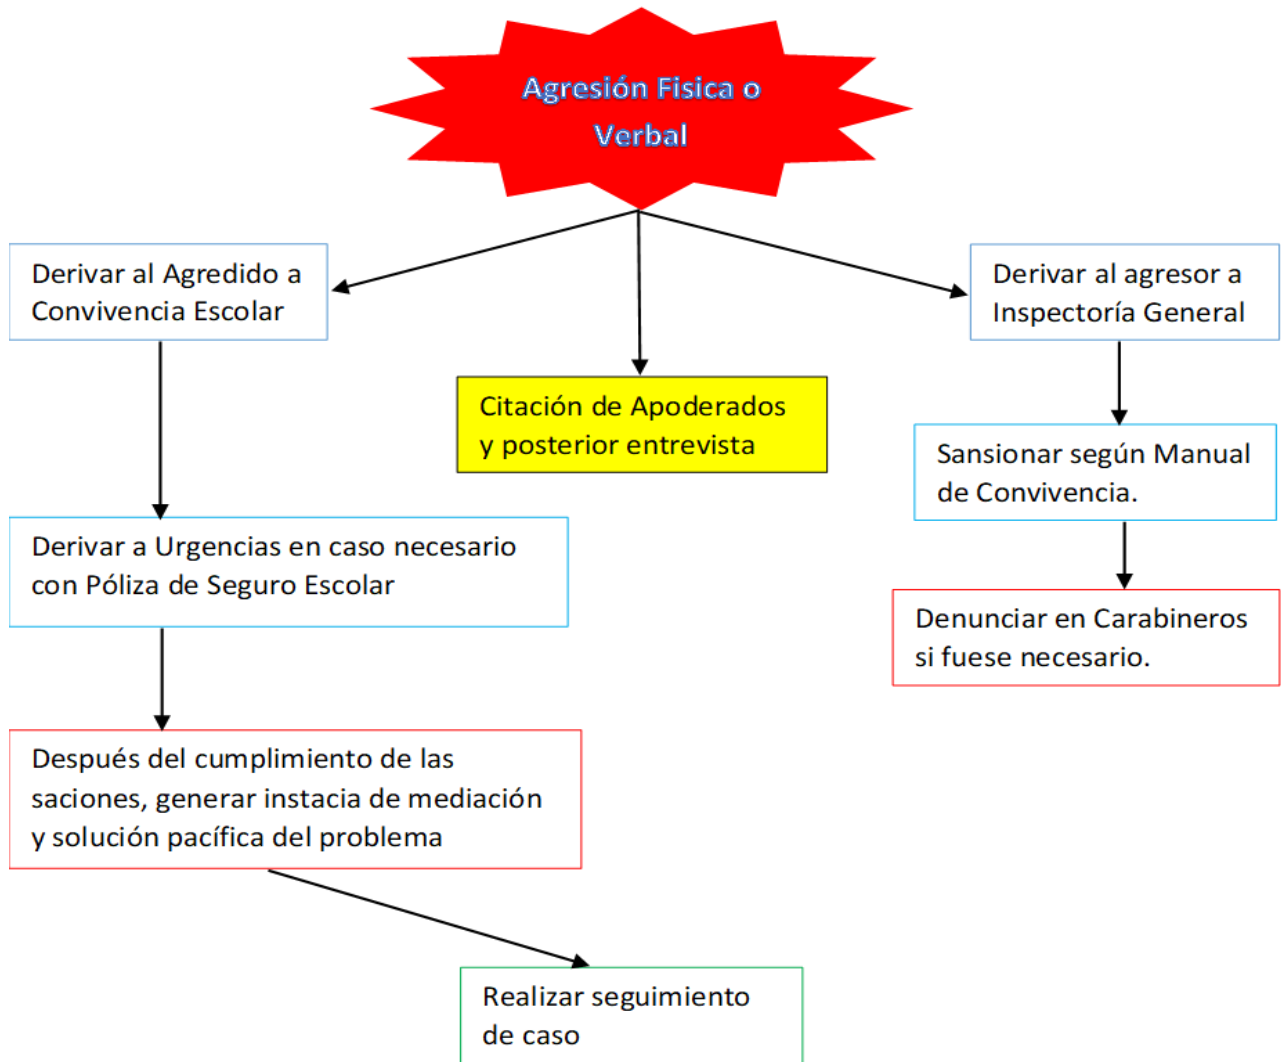 Agresión Fisica o
Verbal
Derivar al Agredido a
Convivencia Escolar
Derivar al agresor a
Inspectoría General
Citación de Apoderados
y posterior entrevista
Sansionar según Manual
de Convivencia.
Derivar a Urgencias en caso necesario
con Póliza de Seguro Escolar
Denunciar en Carabineros
si fuese necesario.
Después del cumplimiento de las
saciones, generar instacia de mediación
y solución pacífica del problema
Realizar seguimiento
de caso